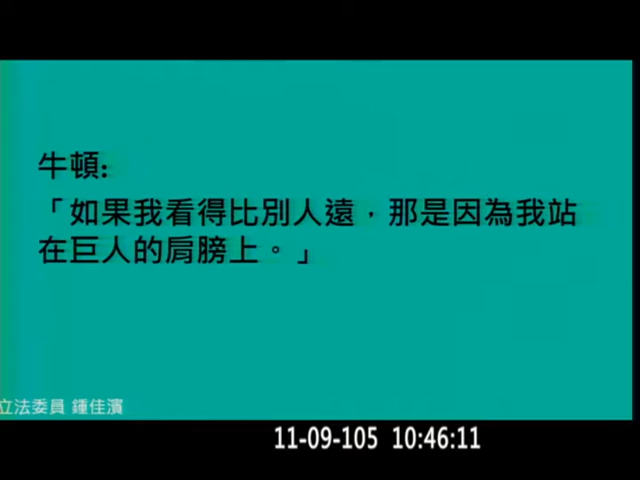 牛頓:
「如果我看得比別人遠，那是因為我站
在巨人的肩膀上。」
立法委員 鍾佳濱
11-09-105 10:46:11